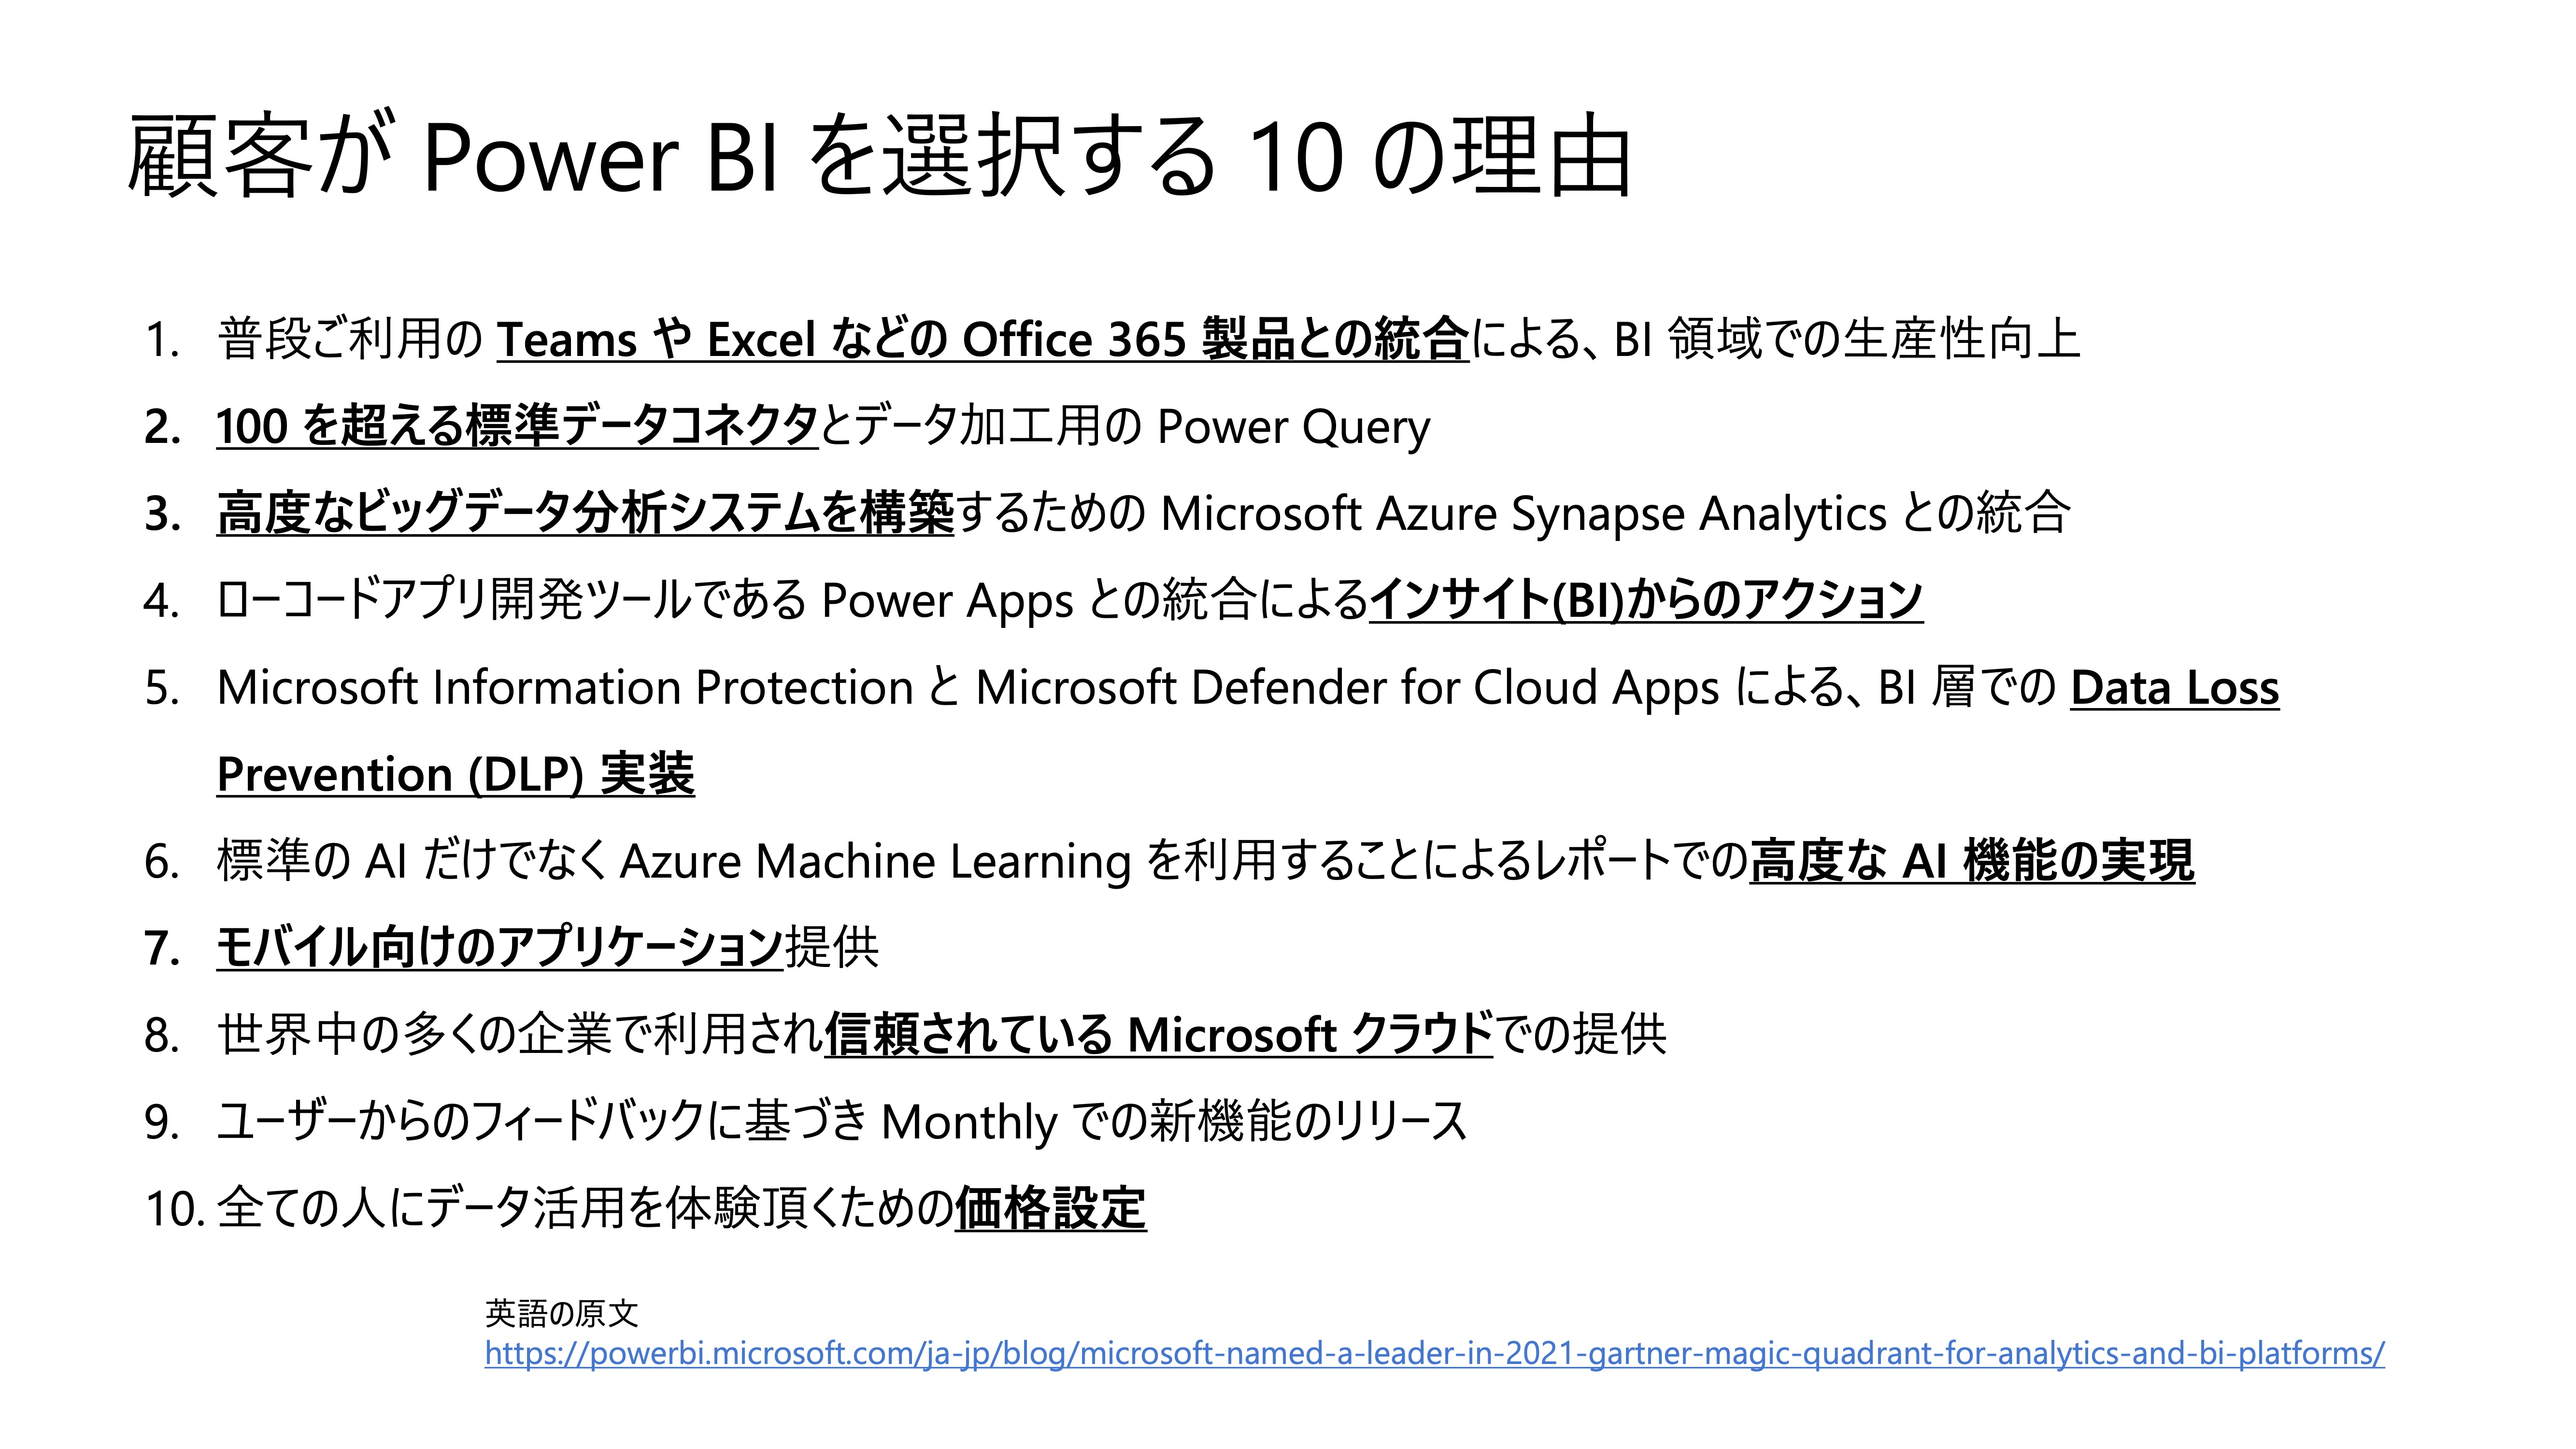 顧客が Power BI を選択する 10 の理由
1. 普段ご利用の Teams や Excel などの Office 365 製品との統合による、BI 領域での生産性向上
2. 100 を超える標準データコネクタとデータ加工用の Power Query
3. 高度なビッグデータ分析システムを構築するための Microsoft Azure Synapse Analytics との統合
4. ローコードアプリ開発ツールである Power Apps との統合によるインサイト(BI)からのアクション
5. Microsoft Information Protection と Microsoft Defender for Cloud Apps による、BI 層での Data Loss
Prevention (DLP) 実装
6. 標準の AI だけでなく Azure Machine Learning を利用することによるレポートでの高度な AI 機能の実現
7. モバイル向けのアプリケーション提供
8. 世界中の多くの企業で利用され信頼されている Microsoft クラウドでの提供
9. ユーザーからのフィードバックに基づき Monthly での新機能のリリース
10. 全ての人にデータ活用を体験頂くための価格設定
英語の原文
https://powerbi.microsoft.com/ja-jp/blog/microsoft-named-a-leader-in-2021-gartner-magic-quadrant-for-analytics-and-bi-platforms/